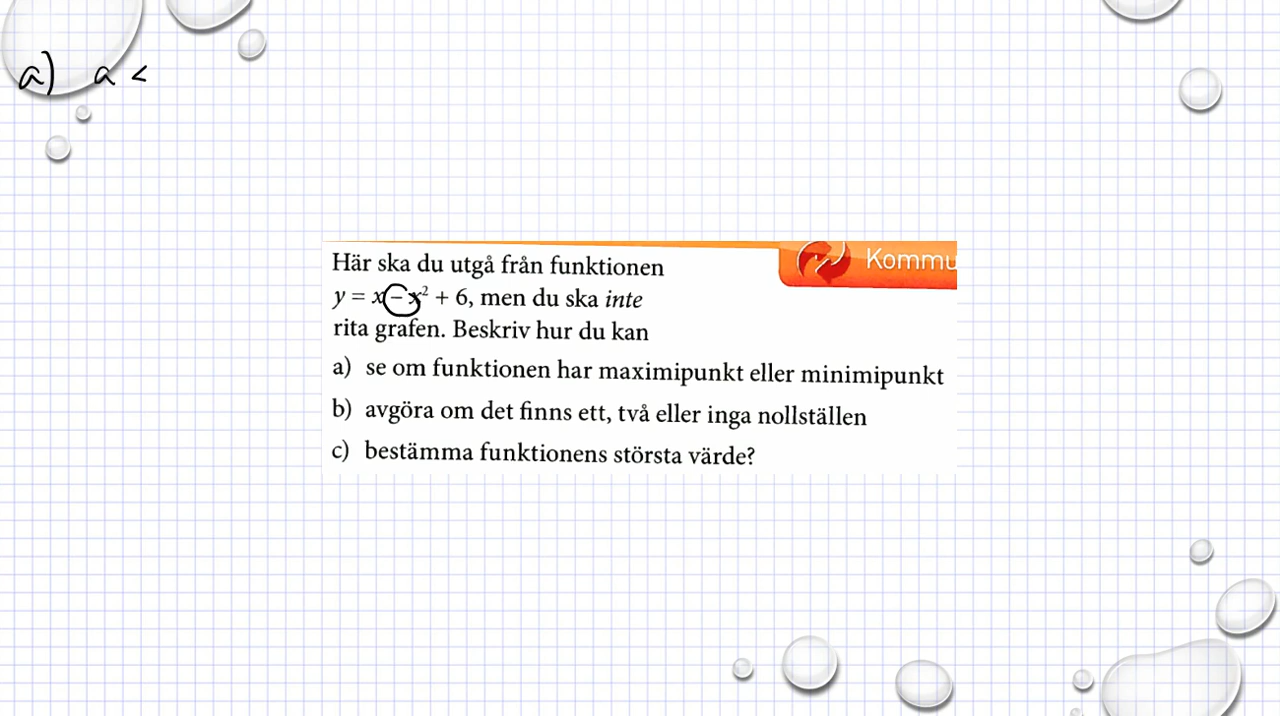 a) a <
Kommu
Här ska du utgå från funktionen
y = x − x² + 6, men du ska inte
rita grafen. Beskriv hur du kan
a) se om funktionen har maximipunkt eller minimipunkt
b) avgöra om det finns ett, två eller inga nollställen
c) bestämma funktionens största värde?